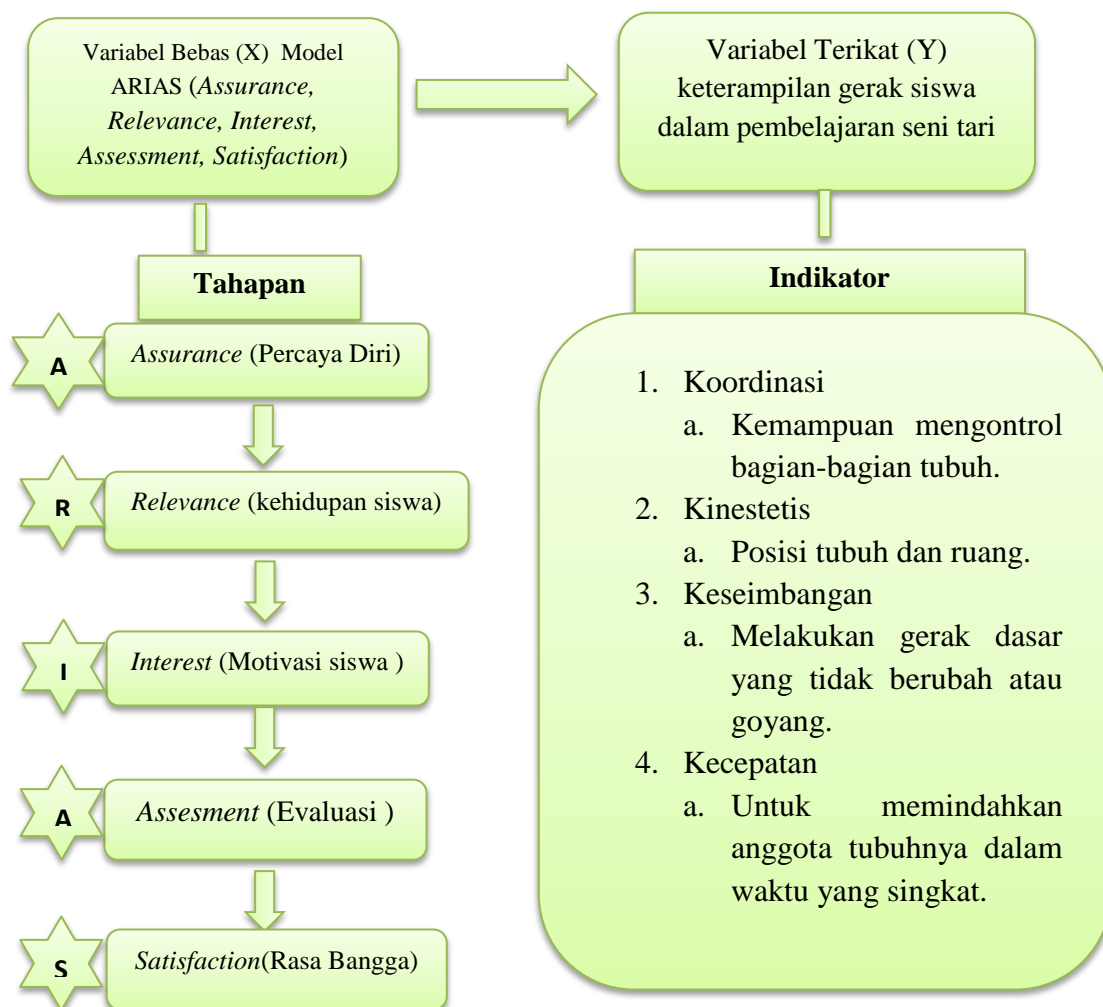 Variabel Bebas (X) Model
ARIAS (Assurance,
Relevance, Interest,
Assessment, Satisfaction)
Variabel Terikat (Y)
keterampilan gerak siswa
dalam pembelajaran seni tari
Tahapan
A
Assurance (Percaya Diri)
R
Relevance (kehidupan siswa)
I
Interest (Motivasi siswa )
A
Assesment (Evaluasi )
S
Satisfaction(Rasa Bangga)
Indikator
1. Koordinasi
a. Kemampuan mengontrol
bagian-bagian tubuh.
2. Kinestetis
a. Posisi tubuh dan ruang.
3. Keseimbangan
a. Melakukan gerak dasar
yang tidak berubah atau
goyang.
4. Kecepatan
a. Untuk memindahkan
anggota tubuhnya dalam
waktu yang singkat.